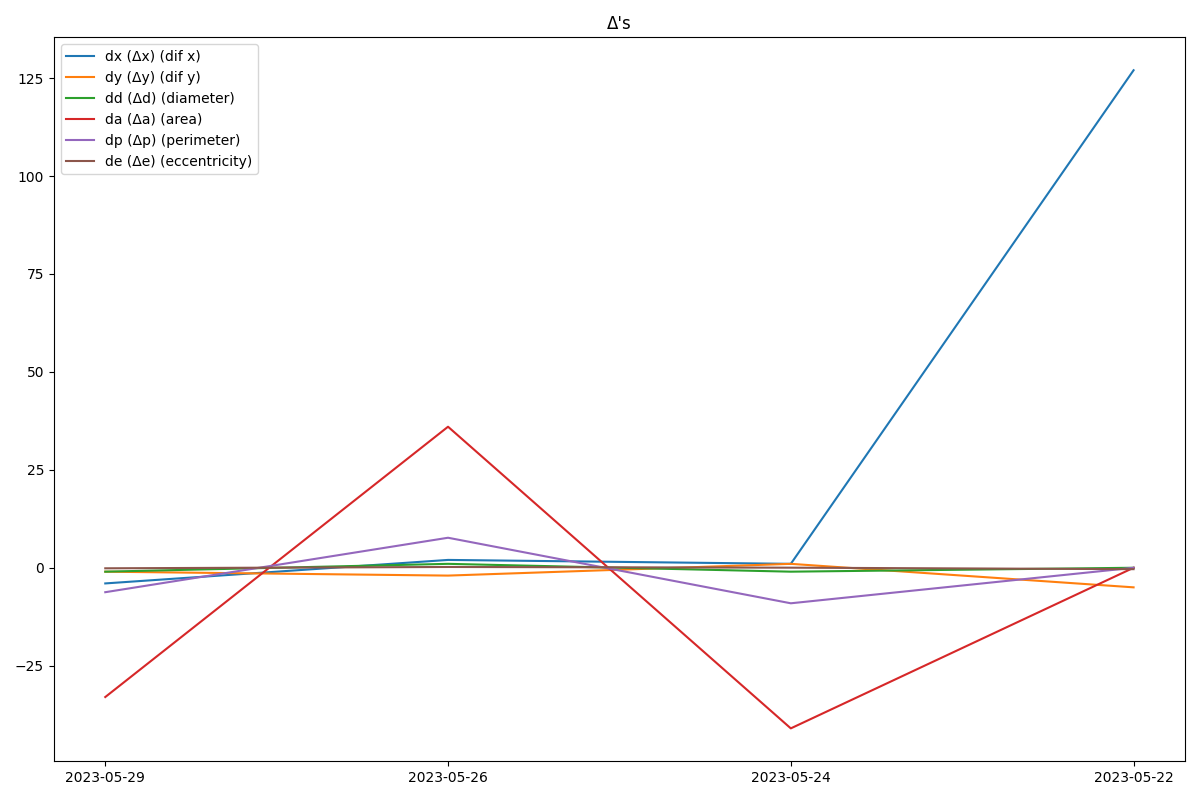 Δ's
dx (Δx) (dif x)
dy (Δy) (dif y)
dd (Δd) (diameter)
da (Δa) (area)
dp (Δp) (perimeter)
de (Δe) (eccentricity)
125
100
75
50
25
0
−25
2023-05-29 2023-05-26 2023-05-24 2023-05-22